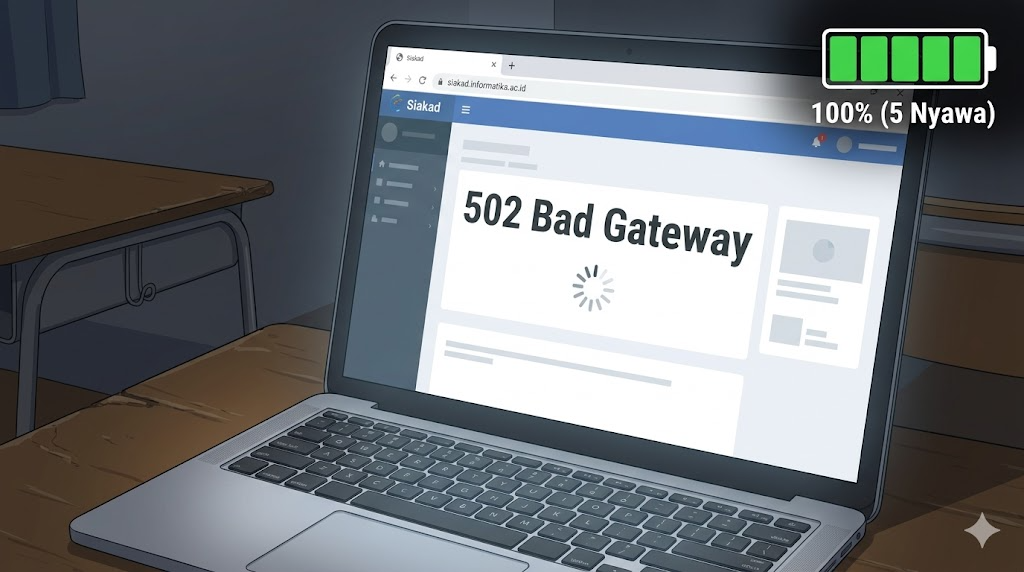 Siakad
siakad.informatika.ac.id
Siakad
502 Bad Gateway
100% (5 Nyawa)